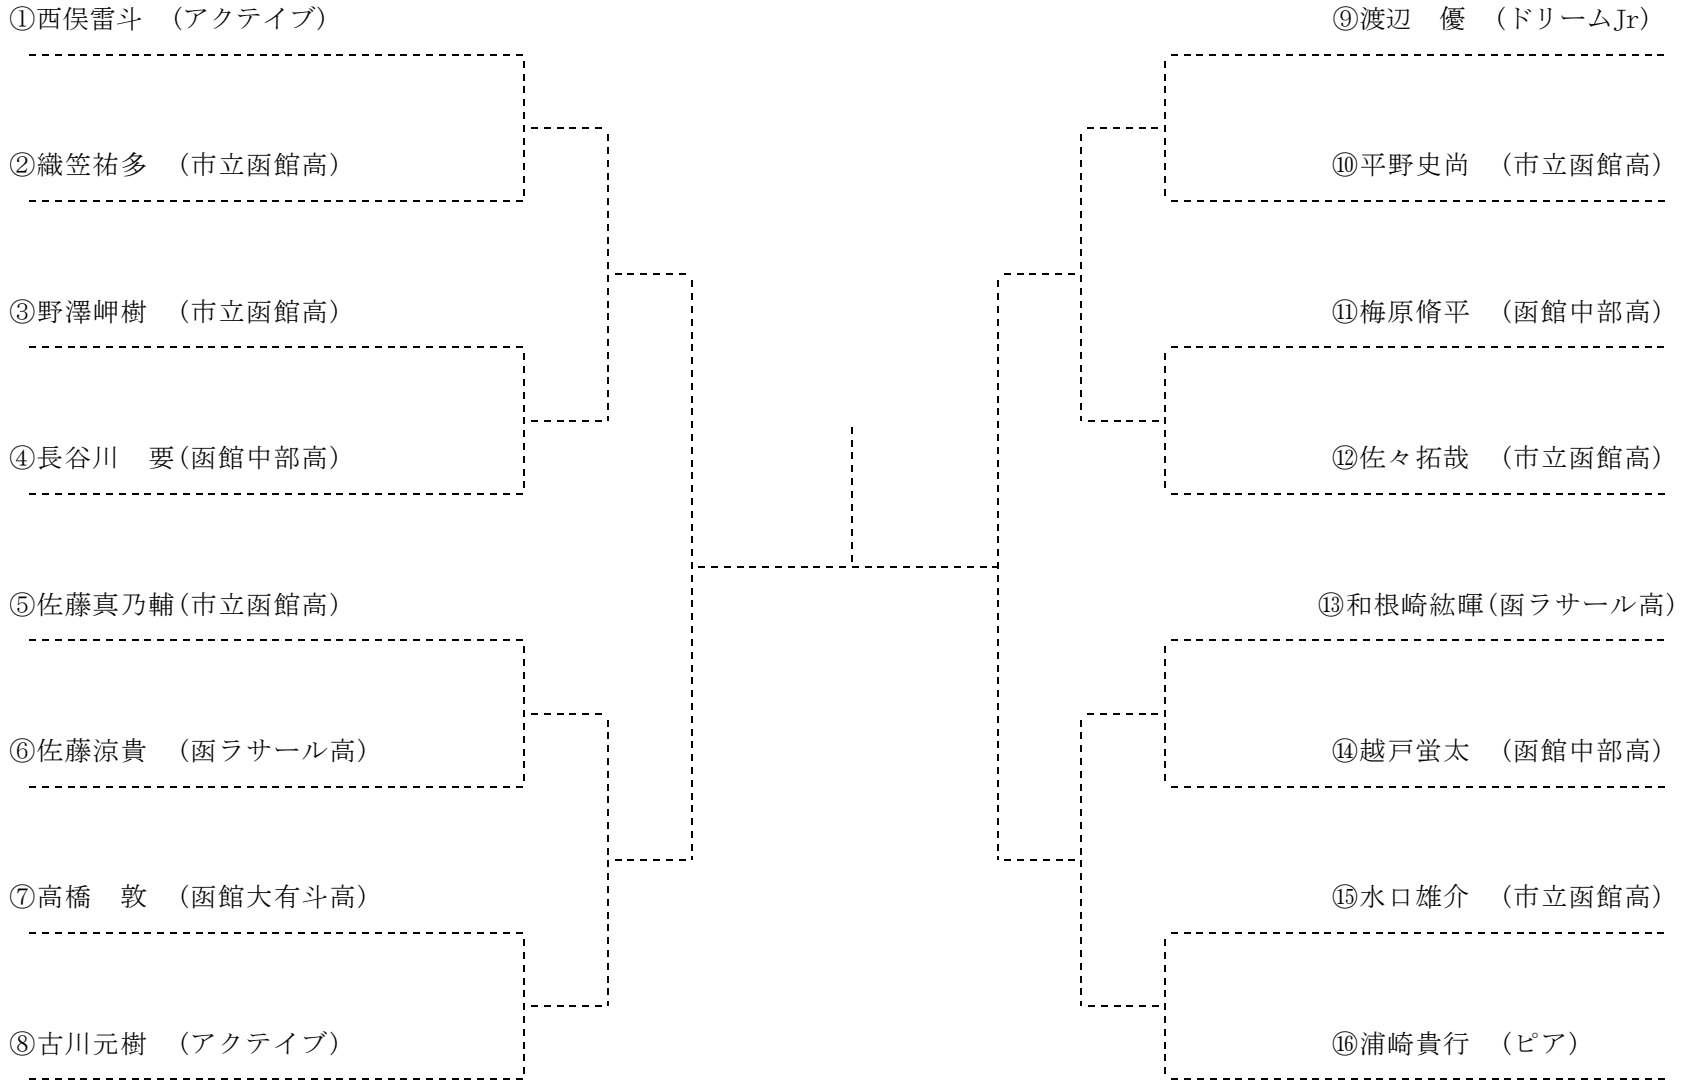 ①西俣雷斗　（アクテイブ）
②織笠祐多　（市立函館高）
③野澤岬樹　（市立函館高）
④長谷川　要（函館中部高）
⑤佐藤真乃輔（市立函館高）
⑥佐藤涼貴　（函ラサール高）
⑦高橋　敦　（函館大有斗高）
⑧古川元樹　（アクテイブ）
⑨渡辺　優　（ドリームJr）
⑩平野史尚　（市立函館高）
⑪梅原脩平　（函館中部高）
⑫佐々拓哉　（市立函館高）
⑬和根崎紘暉（函ラサール高）
⑭越戸蛍太　（函館中部高）
⑮水口雄介　（市立函館高）
⑯浦崎貴行　（ピア）